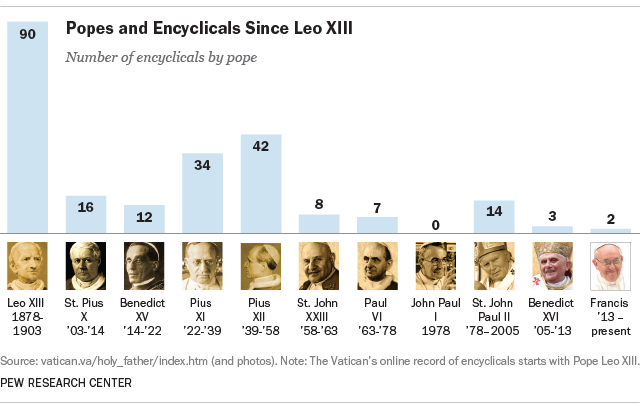 Popes and Encyclicals Since Leo XIII
Number of encyclicals by pope
90
16
12
34
42
8
7
0
14
3
2
Leo XIII
1878-
1903
St. Pius
X
’03-’14
Benedict
XV
’14-’22
Pius
XI
’22-’39
Pius
XII
’39-’58
St. John
XXIII
’58-’63
Paul
VI
’63-’78
John Paul
I
1978
St. John
Paul II
’78–2005
Benedict
XVI
’05-’13
Francis
’13 –
present
Source: vatican.va/holy_father/index.htm (and photos). Note: The Vatican’s online record of encyclicals starts with Pope Leo XIII.
PEW RESEARCH CENTER